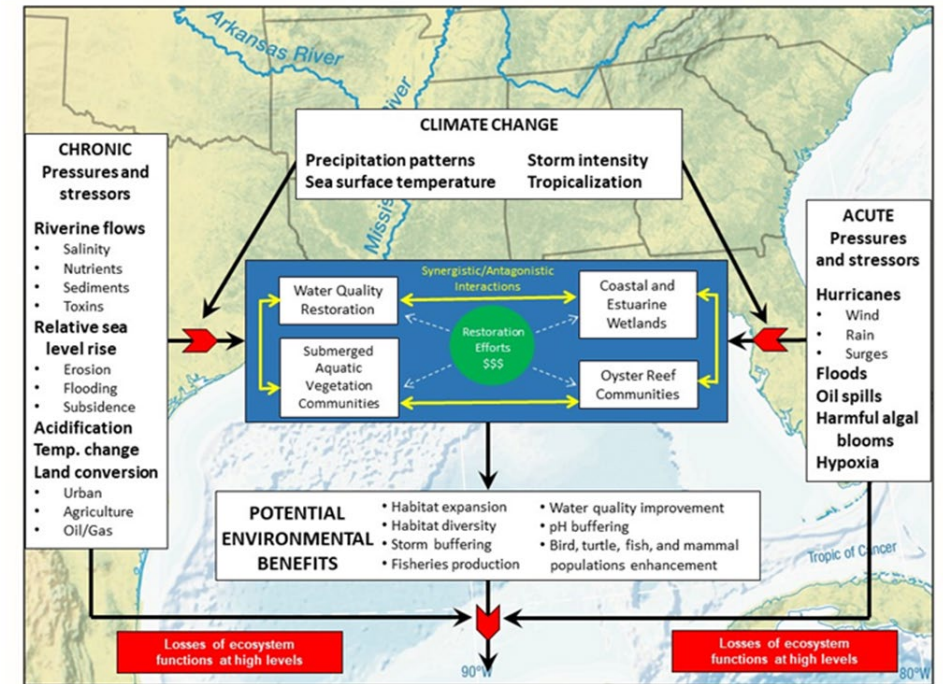 Arkansas River
Mississ
iver
CLIMATE CHANGE
Precipitation patterns
Storm intensity
Sea surface temperature
Tropicalization
CHRONIC
Pressures and
stressors
Riverine flows
• Salinity
• Nutrients
• Sediments
• Toxins
Relative sea
level rise
• Erosion
• Flooding
• Subsidence
Acidification
Temp. change
Land conversion
• Urban
• Agriculture
• Oil/Gas
Synergistic/Antagonistic
Interactions
Water Quality
Restoration
Coastal and
Estuarine
Wetlands
Restoration
Efforts
$$$
Submerged
Aquatic
Vegetation
Communities
Oyster Reef
Communities
ACUTE
Pressures
and stressors
Hurricanes
• Wind
• Rain
• Surges
Floods
Oil spills
Harmful algal
blooms
Hypoxia
POTENTIAL
ENVIRONMENTAL
BENEFITS
• Habitat expansion
• Habitat diversity
• Storm buffering
• Fisheries production
• Water quality improvement
• pH buffering
• Bird, turtle, fish, and mammal
populations enhancement
Tropic of Cancer
Losses of ecosystem
functions at high levels
90°W
Losses of ecosystem
functions at high levels
80°W